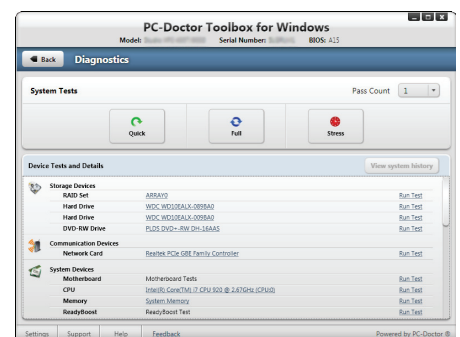 PC-Doctor Toolbox for Windows
Model: Serial Number: BIOS: A15
Back Diagnostics
System Tests Pass Count 1
Quick Full Stress
Device Tests and Details View system history
Storage Devices
RAID Set ARRAY0 Run Test
Hard Drive WDC WD10EALX-009BA0 Run Test
Hard Drive WDC WD10EALX-009BA0 Run Test
DVD-RW Drive PLDS DVD+-RW DH-16AAS Run Test
Communication Devices
Network Card Realtek PCIe GBE Family Controller Run Test
System Devices
Motherboard Motherboard Tests Run Test
CPU Intel(R) Core(TM) i7 CPU 920 @ 2.67GHz (CPU:0) Run Test
Memory System Memory Run Test
ReadyBoost ReadyBoost Test Run Test
Settings Support Help Feedback Powered by PC-Doctor ®